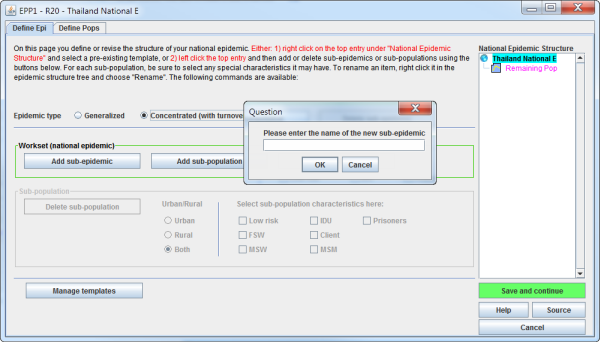 EPP1 - R20 - Thailand National E
Define Epi Define Pops
On this page you define or revise the structure of your national epidemic. Either: 1) right click on the top entry under "National Epidemic
Structure" and select a pre-existing template, or 2) left click the top entry and then add or delete sub-epidemics or sub-populations using the
buttons below. For each sub-population, be sure to select any special characteristics it may have. To rename an item, right click it in the
epidemic structure tree and choose "Rename". The following commands are available:
National Epidemic Structure
Thailand National E
Remaining Pop
Epidemic type Generalized Concentrated (with turnove
Question
Please enter the name of the new sub-epidemic
OK Cancel
Workset (national epidemic)
Add sub-epidemic Add sub-population
Sub-population
Delete sub-population
Urban/Rural
Urban
Rural
Both
Select sub-population characteristics here:
Low risk IDU Prisoners
FSW Client
MSW MSM
Manage templates
Save and continue
Help Source
Cancel